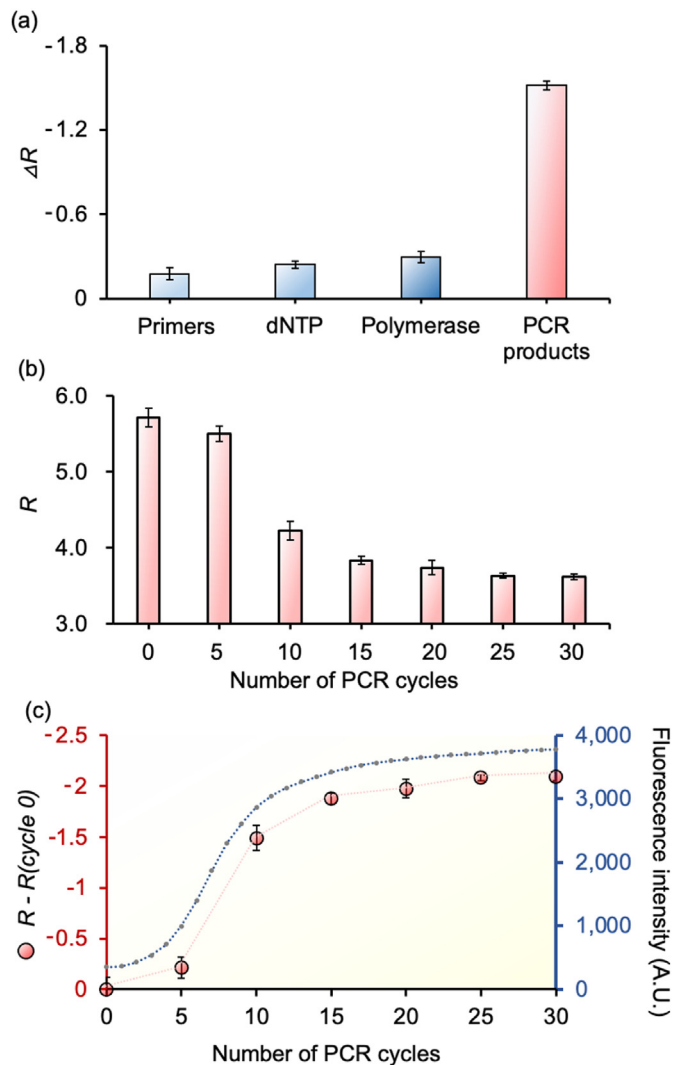 (a)
-1.8
-1.2
-0.6
0
ΔR
Primers dNTP Polymerase PCR products
(b)
6.0
5.0
4.0
3.0
R
0 5 10 15 20 25 30
Number of PCR cycles
(c)
-2.5
-2
-1.5
-1
-0.5
0
R - R(cycle 0)
4,000
3,000
2,000
1,000
0
Fluorescence intensity (A.U.)
0 5 10 15 20 25 30
Number of PCR cycles